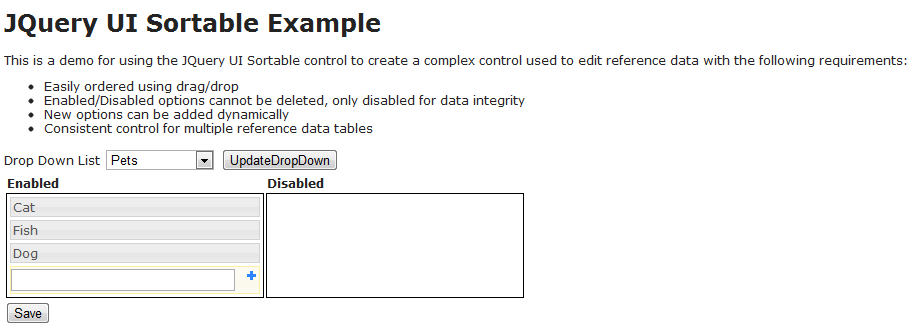 JQuery UI Sortable Example
This is a demo for using the JQuery UI Sortable control to create a complex control used to edit reference data with the following requirements:
Easily ordered using drag/drop
Enabled/Disabled options cannot be deleted, only disabled for data integrity
New options can be added dynamically
Consistent control for multiple reference data tables
Drop Down List Pets UpdateDropDown
Enabled Disabled
Cat
Fish
Dog
Save